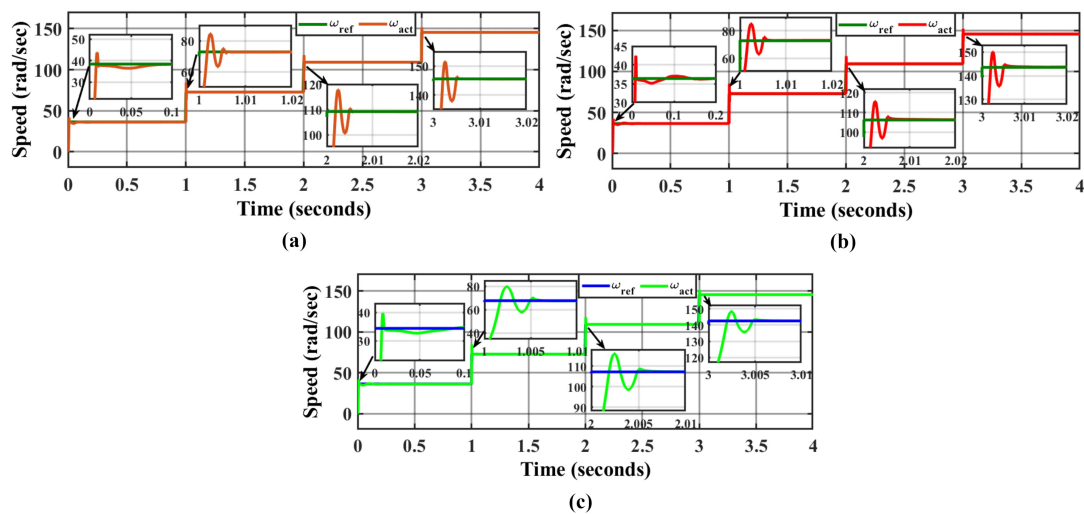 150
100
50
0
Speed (rad/sec)
0 0.5 1 1.5 2 2.5 3 3.5 4
Time (seconds)
(a)
ω_ref ω_act
50
40
30
0 0.05 0.1
80
60
1 1.01 1.02
120
100
2 2.01 2.02
150
140
3 3.01 3.02
150
100
50
0
Speed (rad/sec)
0 0.5 1 1.5 2 2.5 3 3.5 4
Time (seconds)
(b)
ω_ref ω_act
45
40
35
30
0 0.1 0.2
80
60
1 1.01 1.02
120
100
2 2.01 2.02
150
140
130
3 3.01 3.02
150
100
50
0
Speed (rad/sec)
0 0.5 1 1.5 2 2.5 3 3.5 4
Time (seconds)
(c)
ω_ref ω_act
40
30
0 0.05 0.1
80
60
40
1 1.005 1.01
110
100
90
2 2.005 2.01
150
140
130
120
3 3.005 3.01